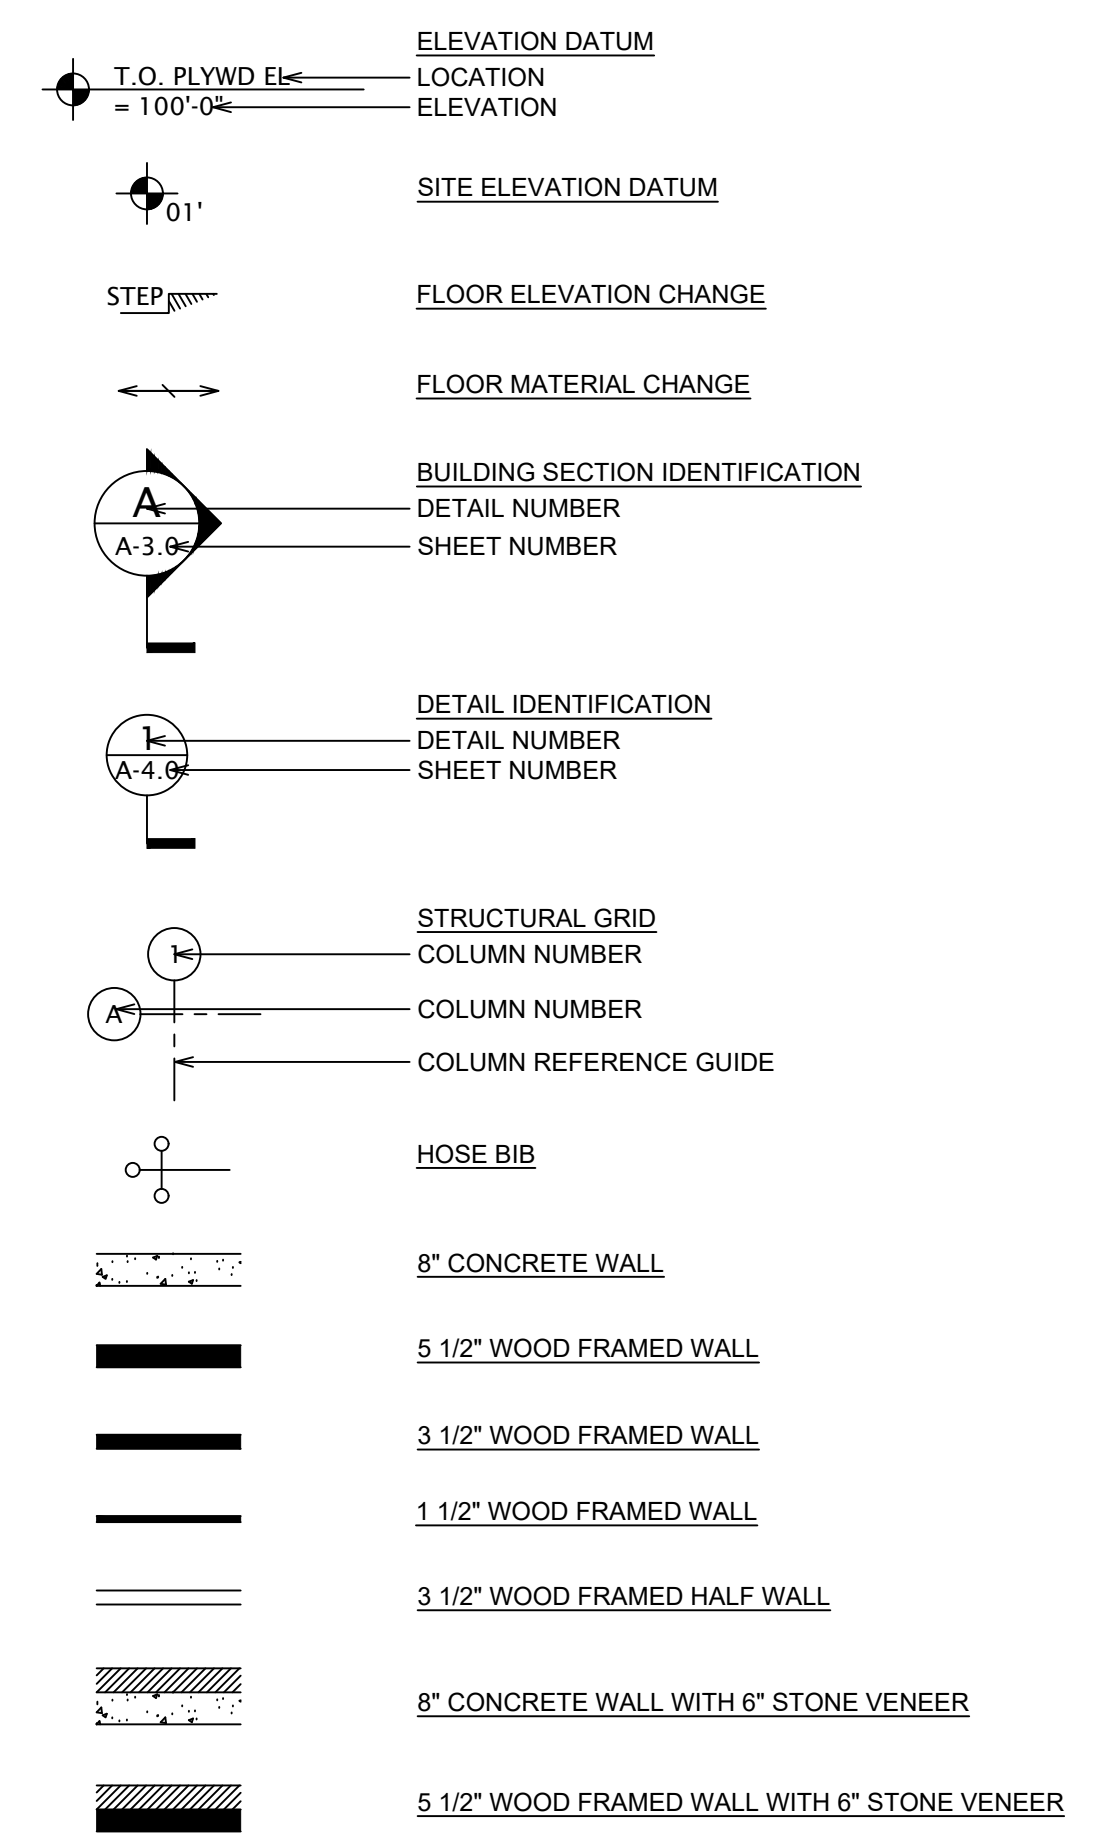 ELEVATION DATUM
T.O. PLYWD EL LOCATION
= 100'-0" ELEVATION
01' SITE ELEVATION DATUM
STEP FLOOR ELEVATION CHANGE
FLOOR MATERIAL CHANGE
BUILDING SECTION IDENTIFICATION
A DETAIL NUMBER
A-3.0 SHEET NUMBER
DETAIL IDENTIFICATION
1 DETAIL NUMBER
A-4.0 SHEET NUMBER
STRUCTURAL GRID
1 COLUMN NUMBER
A COLUMN NUMBER
COLUMN REFERENCE GUIDE
HOSE BIB
8" CONCRETE WALL
5 1/2" WOOD FRAMED WALL
3 1/2" WOOD FRAMED WALL
1 1/2" WOOD FRAMED WALL
3 1/2" WOOD FRAMED HALF WALL
8" CONCRETE WALL WITH 6" STONE VENEER
5 1/2" WOOD FRAMED WALL WITH 6" STONE VENEER